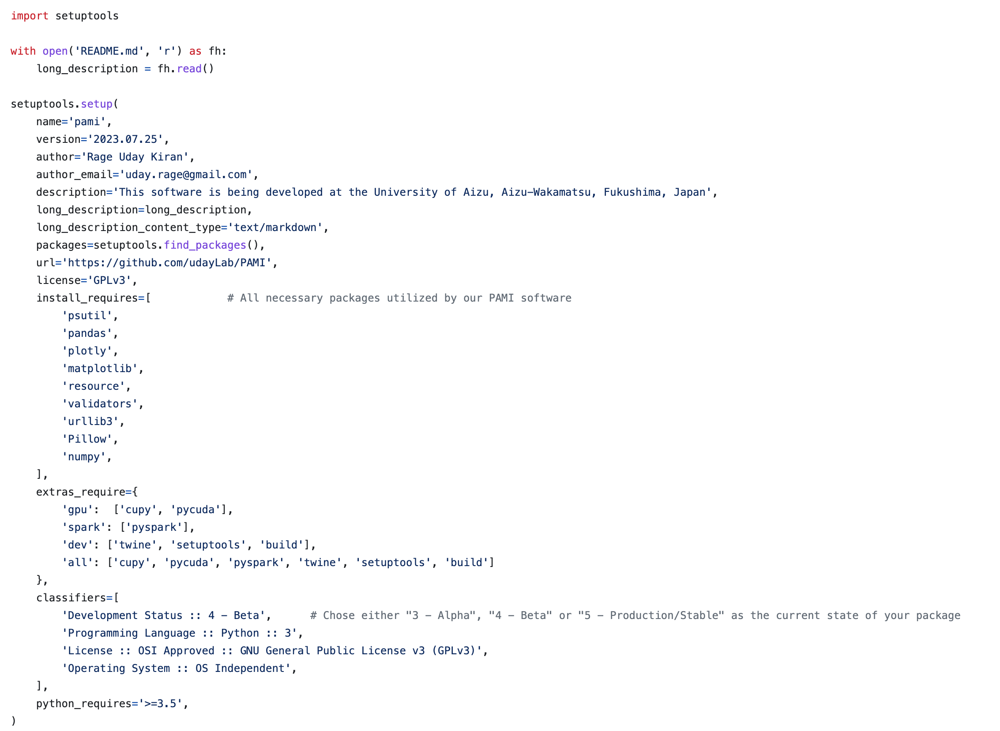 import setuptools
with open('README.md', 'r') as fh:
    long_description = fh.read()
setuptools.setup(
    name='pami',
    version='2023.07.25',
    author='Rage Uday Kiran',
    author_email='uday.rage@gmail.com',
    description='This software is being developed at the University of Aizu, Aizu-Wakamatsu, Fukushima, Japan',
    long_description=long_description,
    long_description_content_type='text/markdown',
    packages=setuptools.find_packages(),
    url='https://github.com/udayLab/PAMI',
    license='GPLv3',
    install_requires=[            # All necessary packages utilized by our PAMI software
        'psutil',
        'pandas',
        'plotly',
        'matplotlib',
        'resource',
        'validators',
        'urllib3',
        'Pillow',
        'numpy',
    ],
    extras_require={
        'gpu':  ['cupy', 'pycuda'],
        'spark': ['pyspark'],
        'dev': ['twine', 'setuptools', 'build'],
        'all': ['cupy', 'pycuda', 'pyspark', 'twine', 'setuptools', 'build']
    },
    classifiers=[
        'Development Status :: 4 - Beta',      # Chose either "3 - Alpha", "4 - Beta" or "5 - Production/Stable" as the current state of your package
        'Programming Language :: Python :: 3',
        'License :: OSI Approved :: GNU General Public License v3 (GPLv3)',
        'Operating System :: OS Independent',
    ],
    python_requires='>=3.5',
)